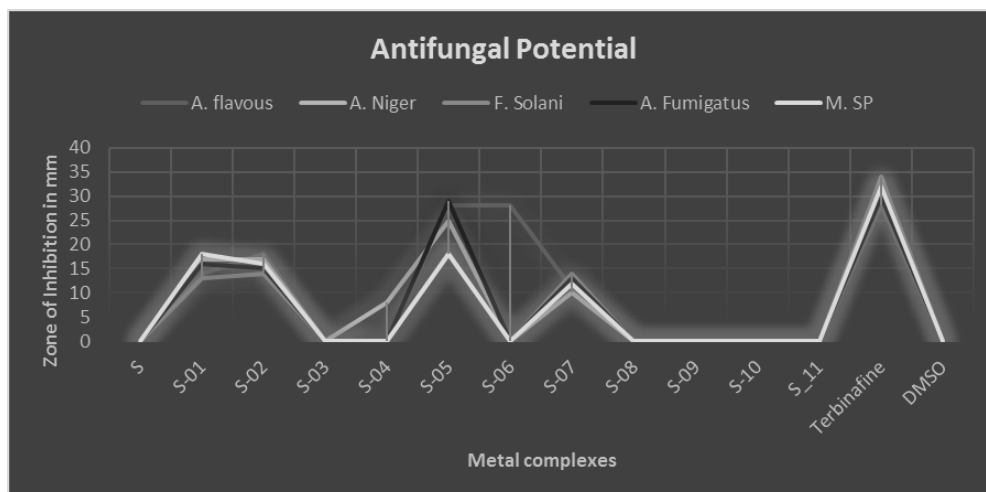 Antifungal Potential
A. flavous A. Niger F. Solani A. Fumigatus M. SP
Zone of Inhibition in mm
40
35
30
25
20
15
10
5
0
S S-01 S-02 S-03 S-04 S-05 S-06 S-07 S-08 S-09 S-10 S_11 Terbinafine DMSO
Metal complexes